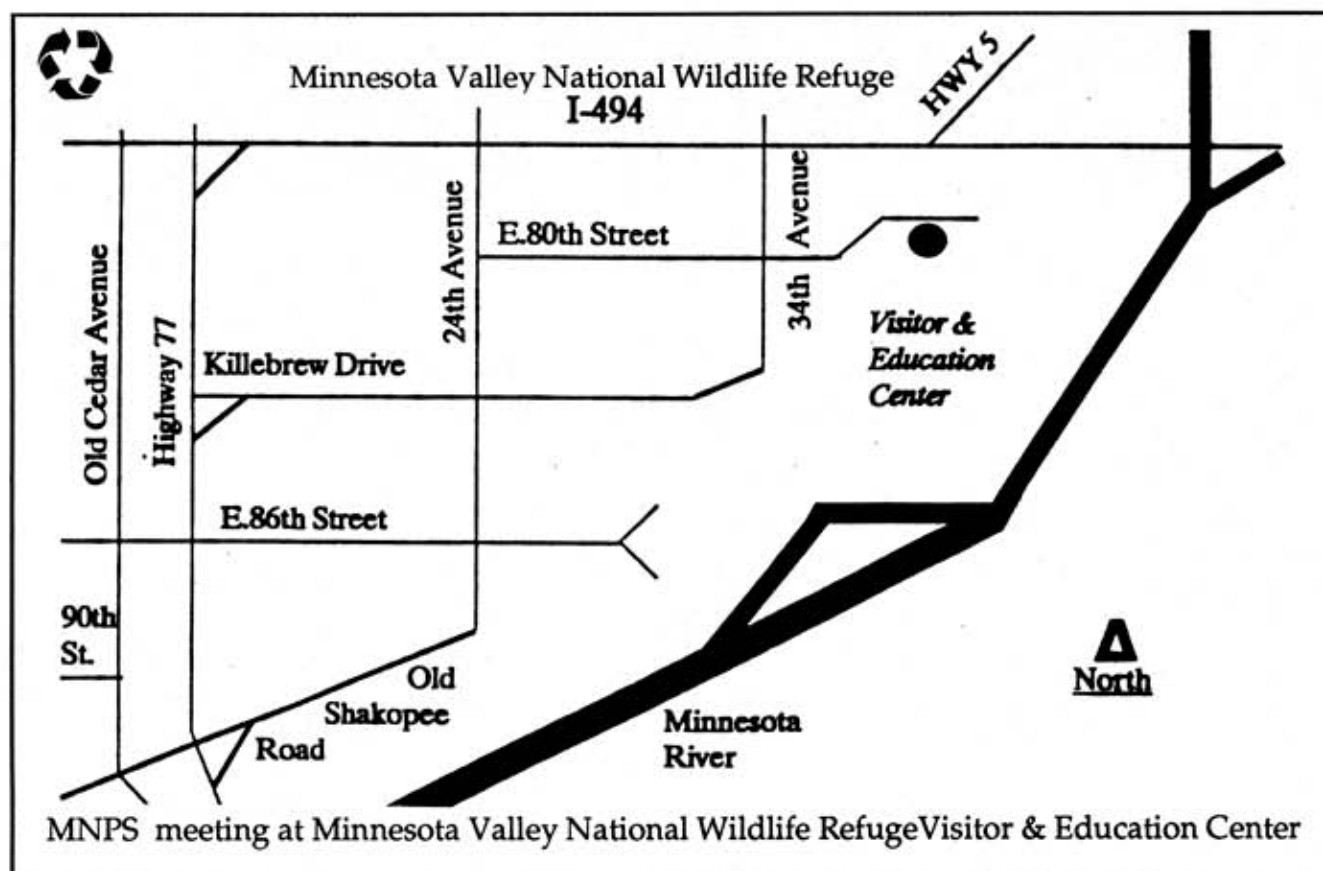 Minnesota Valley National Wildlife Refuge
I-494
HWY 5
Old Cedar Avenue
Highway 77
24th Avenue
34th Avenue
E.80th Street
Visitor &
Education
Center
Killebrew Drive
E.86th Street
90th
St.
Old
Shakopee
Road
Minnesota
River
North
MNPS meeting at Minnesota Valley National Wildlife RefugeVisitor & Education Center